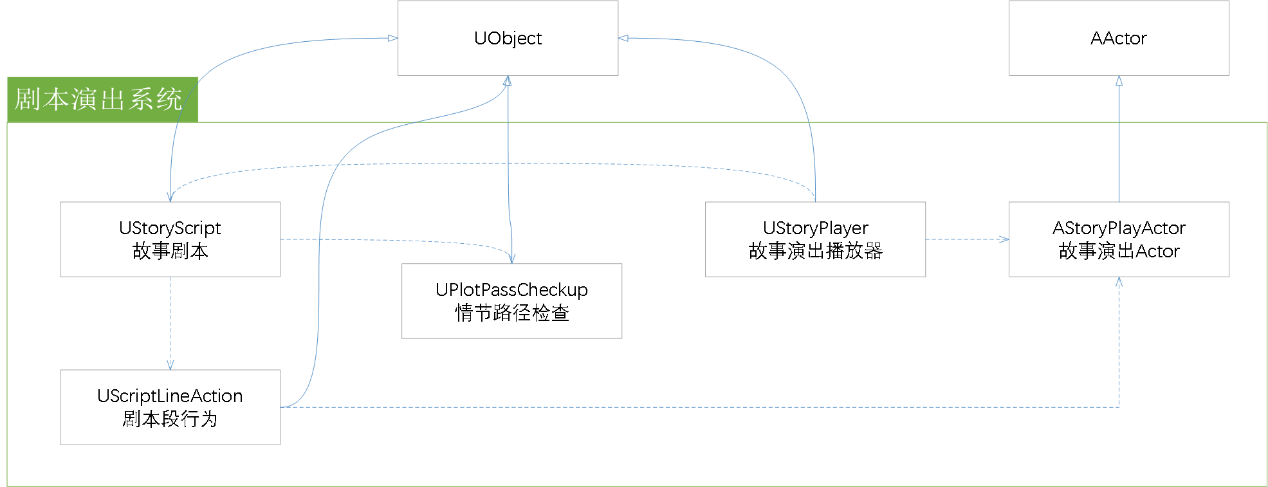 UObject
AActor
剧本演出系统
UStoryScript
故事剧本
UStoryPlayer
故事演出播放器
AStoryPlayActor
故事演出Actor
UPlotPassCheckup
情节路径检查
UScriptLineAction
剧本段行为